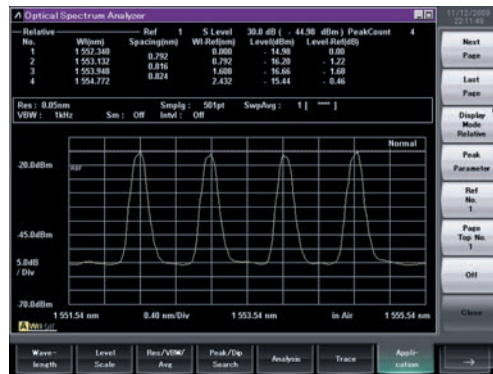 Optical Spectrum Analyzer
11/12/2009
22:11:49
Relative Ref 1 S Level 30.0 dB ( - 44.98 dBm ) PeakCount 4
No. Wl(nm) Spacing(nm) Wl-Ref(nm) Level(dBm) Level-Ref(dB)
1 1 552.340 0.000 - 14.98 0.00
0.792
2 1 553.132 0.792 - 16.20 - 1.22
0.816
3 1 553.948 1.608 - 16.66 - 1.68
0.824
4 1 554.772 2.432 - 15.44 - 0.46
Res : 0.05nm Smplg : 501pt SwpAvg : 1 [ **** ]
VBW : 1kHz Sm : Off Intvl : Off
Normal
-20.0dBm
REF
-45.0dBm
5.0dB
/ Div
-70.0dBm
1 551.54 nm 0.40 nm/Div 1 553.54 nm in Air 1 555.54 nm
A
Next
Page
Last
Page
Display
Mode
Relative
Peak
Parameter
Ref
No.
1
Page
Top No.
1
Off
Close
Wave-
length
Level
Scale
Res/VBW/
Avg
Peak/Dip
Search
Analysis
Trace
Appli-
cation
→